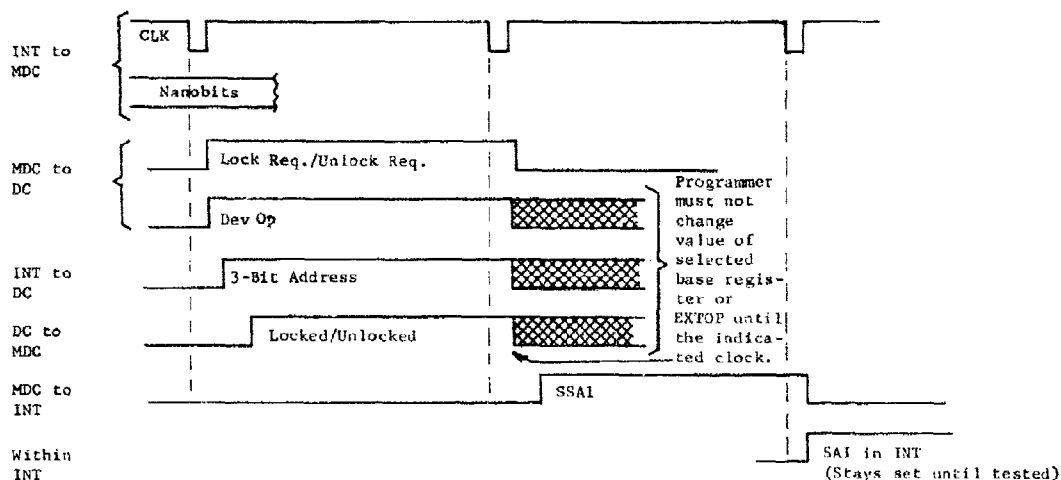 CLK
INT to
MDC
Nanobits
MDC to
DC
Lock Req./Unlock Req.
Dev Op
Programmer
must not
change
value of
selected
base regis-
ter or
EXTOP until
the indica-
ted clock.
INT to
DC
3-Bit Address
DC to
MDC
Locked/Unlocked
MDC to
INT
SSAI
Within
INT
SAI in INT
(Stays set until tested)